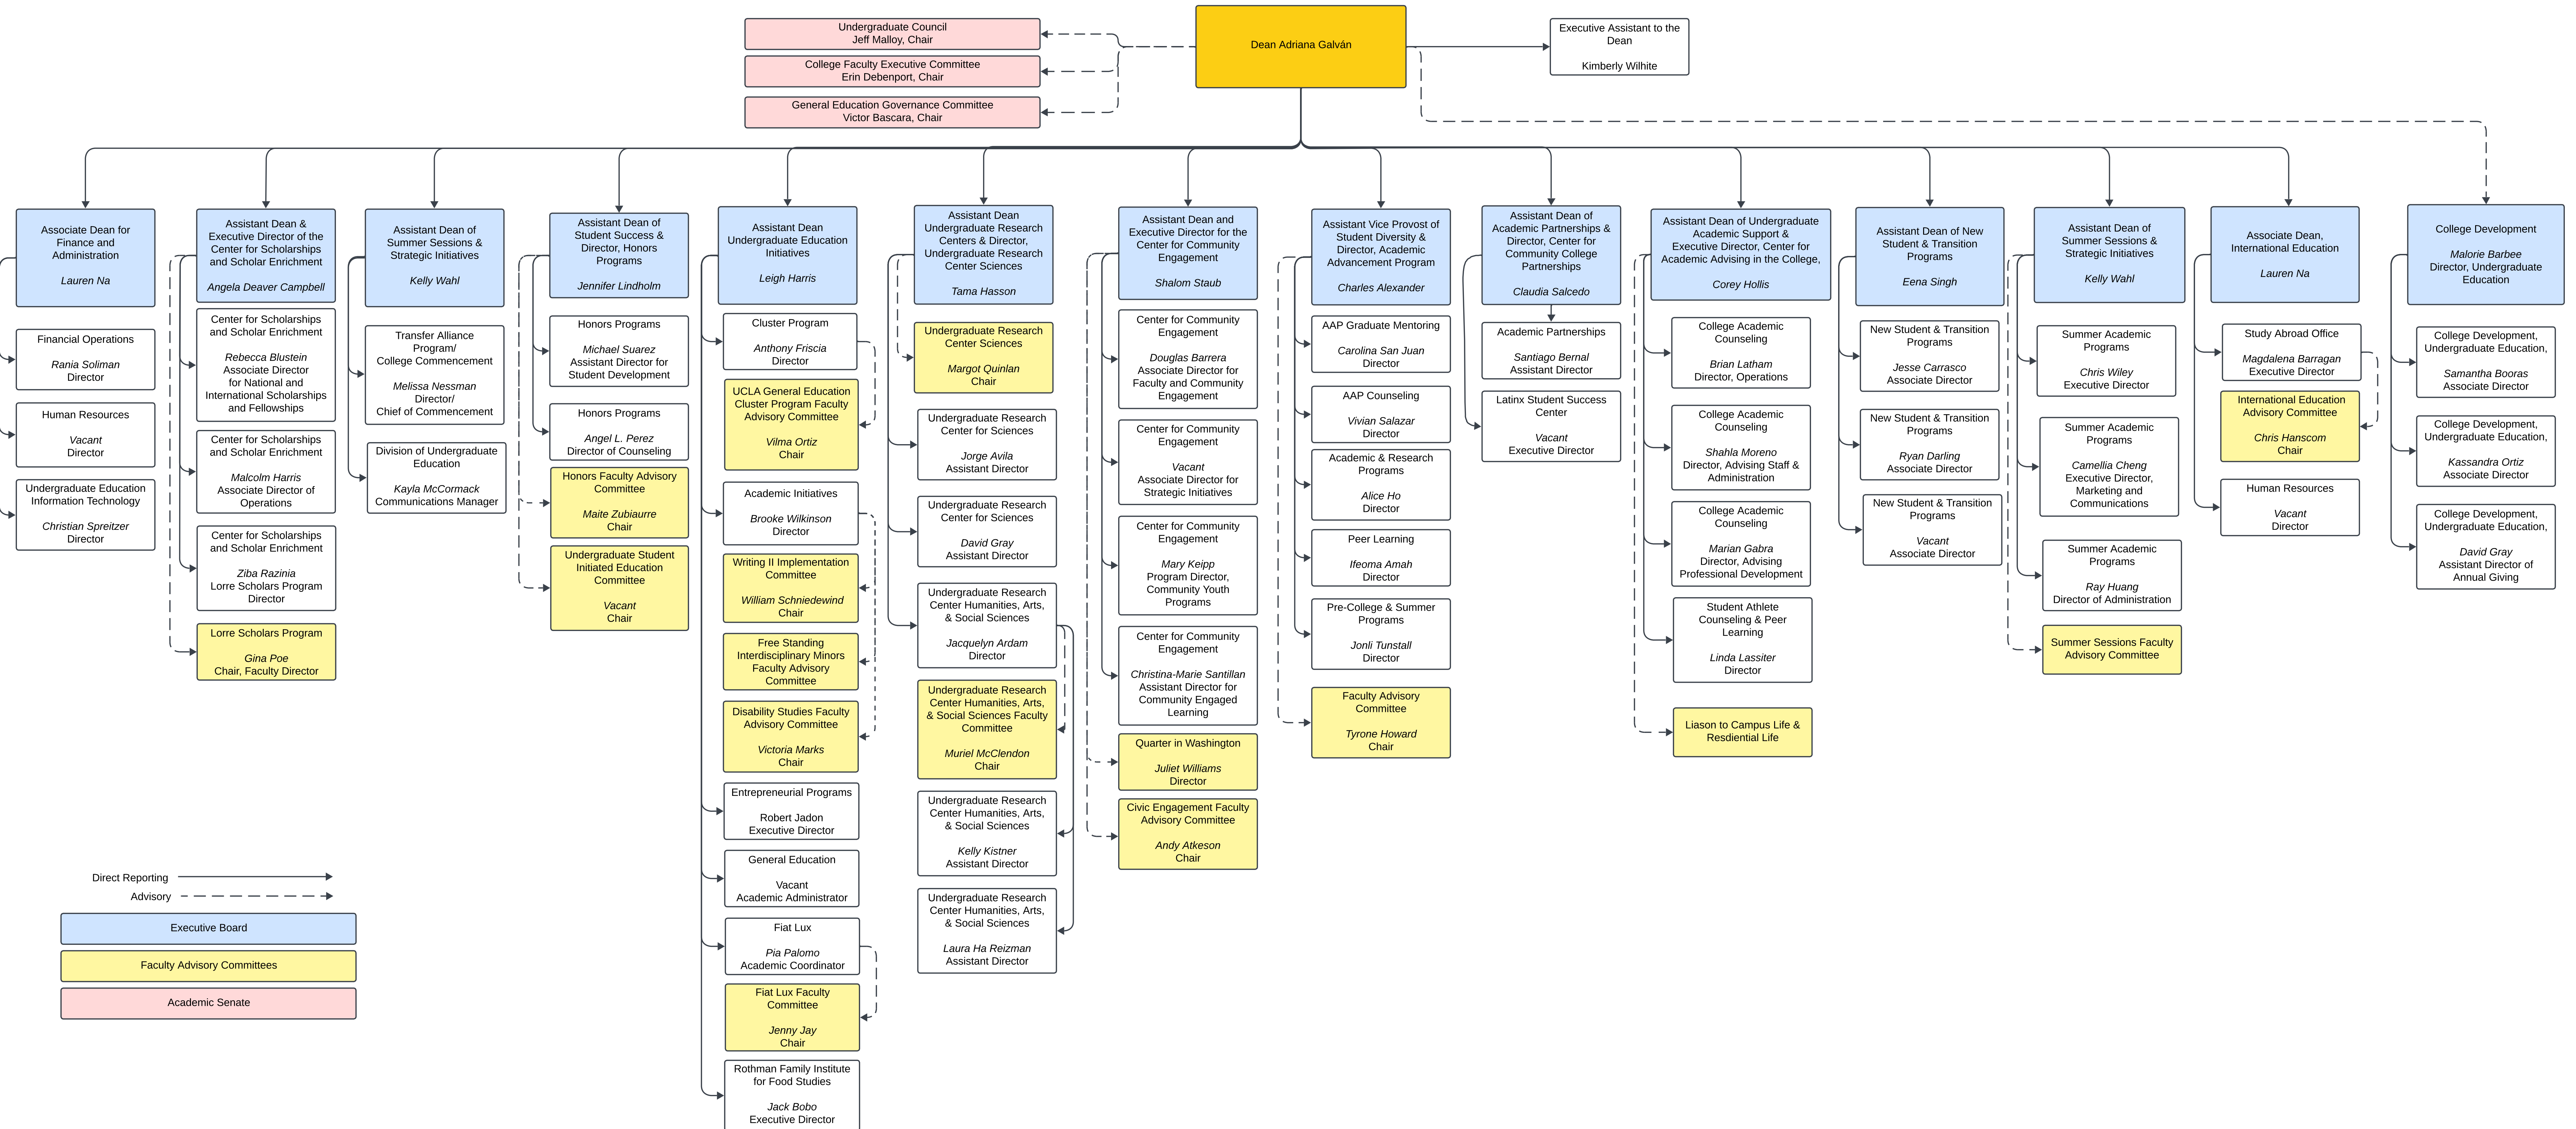 Undergraduate Council
Jeff Malloy, Chair
College Faculty Executive Committee
Erin Debenport, Chair
General Education Governance Committee
Victor Bascara, Chair
Dean Adriana Galván
Executive Assistant to the
Dean
Kimberly Wilhite
Associate Dean for
Finance and
Administration
Lauren Na
Financial Operations
Rania Soliman
Director
Human Resources
Vacant
Director
Undergraduate Education
Information Technology
Christian Spreitzer
Director
Assistant Dean &
Executive Director of the
Center for Scholarships
and Scholar Enrichment
Angela Deaver Campbell
Center for Scholarships
and Scholar Enrichment
Rebecca Blustein
Associate Director
for National and
International Scholarships
and Fellowships
Center for Scholarships
and Scholar Enrichment
Malcolm Harris
Associate Director of
Operations
Center for Scholarships
and Scholar Enrichment
Ziba Razinia
Lorre Scholars Program
Director
Lorre Scholars Program
Gina Poe
Chair, Faculty Director
Assistant Dean of
Summer Sessions &
Strategic Initiatives
Kelly Wahl
Transfer Alliance
Program/
College Commencement
Melissa Nessman
Director/
Chief of Commencement
Division of Undergraduate
Education
Kayla McCormack
Communications Manager
Assistant Dean of
Student Success &
Director, Honors
Programs
Jennifer Lindholm
Honors Programs
Michael Suarez
Assistant Director for
Student Development
Honors Programs
Angel L. Perez
Director of Counseling
Honors Faculty Advisory
Committee
Maite Zubiaurre
Chair
Undergraduate Student
Initiated Education
Committee
Vacant
Chair
Assistant Dean
Undergraduate Education
Initiatives
Leigh Harris
Cluster Program
Anthony Friscia
Director
UCLA General Education
Cluster Program Faculty
Advisory Committee
Vilma Ortiz
Chair
Academic Initiatives
Brooke Wilkinson
Director
Writing II Implementation
Committee
William Schniedewind
Chair
Free Standing
Interdisciplinary Minors
Faculty Advisory
Committee
Disability Studies Faculty
Advisory Committee
Victoria Marks
Chair
Entrepreneurial Programs
Robert Jadon
Executive Director
General Education
Vacant
Academic Administrator
Fiat Lux
Pia Palomo
Academic Coordinator
Fiat Lux Faculty
Committee
Jenny Jay
Chair
Rothman Family Institute
for Food Studies
Jack Bobo
Executive Director
Assistant Dean
Undergraduate Research
Centers & Director,
Undergraduate Research
Center Sciences
Tama Hasson
Undergraduate Research
Center Sciences
Margot Quinlan
Chair
Undergraduate Research
Center for Sciences
Jorge Avila
Assistant Director
Undergraduate Research
Center for Sciences
David Gray
Assistant Director
Undergraduate Research
Center Humanities, Arts,
& Social Sciences
Jacquelyn Ardam
Director
Undergraduate Research
Center Humanities, Arts,
& Social Sciences Faculty
Committee
Muriel McClendon
Chair
Undergraduate Research
Center Humanities, Arts,
& Social Sciences
Kelly Kistner
Assistant Director
Undergraduate Research
Center Humanities, Arts,
& Social Sciences
Laura Ha Reizman
Assistant Director
Assistant Dean and
Executive Director for the
Center for Community
Engagement
Shalom Staub
Center for Community
Engagement
Douglas Barrera
Associate Director for
Faculty and Community
Engagement
Center for Community
Engagement
Vacant
Associate Director for
Strategic Initiatives
Center for Community
Engagement
Mary Keipp
Program Director,
Community Youth
Programs
Center for Community
Engagement
Christina-Marie Santillan
Assistant Director for
Community Engaged
Learning
Quarter in Washington
Juliet Williams
Director
Civic Engagement Faculty
Advisory Committee
Andy Atkeson
Chair
Assistant Vice Provost of
Student Diversity &
Director, Academic
Advancement Program
Charles Alexander
AAP Graduate Mentoring
Carolina San Juan
Director
AAP Counseling
Vivian Salazar
Director
Academic & Research
Programs
Alice Ho
Director
Peer Learning
Ifeoma Amah
Director
Pre-College & Summer
Programs
Jonli Tunstall
Director
Faculty Advisory
Committee
Tyrone Howard
Chair
Assistant Dean of
Academic Partnerships &
Director, Center for
Community College
Partnerships
Claudia Salcedo
Academic Partnerships
Santiago Bernal
Assistant Director
Latinx Student Success
Center
Vacant
Executive Director
Assistant Dean of Undergraduate
Academic Support &
Executive Director, Center for
Academic Advising in the College,
Corey Hollis
College Academic
Counseling
Brian Latham
Director, Operations
College Academic
Counseling
Shahla Moreno
Director, Advising Staff &
Administration
College Academic
Counseling
Marian Gabra
Director, Advising
Professional Development
Student Athlete
Counseling & Peer
Learning
Linda Lassiter
Director
Liason to Campus Life &
Resdiential Life
Assistant Dean of New
Student & Transition
Programs
Eena Singh
New Student & Transition
Programs
Jesse Carrasco
Associate Director
New Student & Transition
Programs
Ryan Darling
Associate Director
New Student & Transition
Programs
Vacant
Associate Director
Assistant Dean of
Summer Sessions &
Strategic Initiatives
Kelly Wahl
Summer Academic
Programs
Chris Wiley
Executive Director
Summer Academic
Programs
Camellia Cheng
Executive Director,
Marketing and
Communications
Summer Academic
Programs
Ray Huang
Director of Administration
Summer Sessions Faculty
Advisory Committee
Associate Dean,
International Education
Lauren Na
Study Abroad Office
Magdalena Barragan
Executive Director
International Education
Advisory Committee
Chris Hanscom
Chair
Human Resources
Vacant
Director
College Development
Malorie Barbee
Director, Undergraduate
Education
College Development,
Undergraduate Education,
Samantha Booras
Associate Director
College Development,
Undergraduate Education,
Kassandra Ortiz
Associate Director
College Development,
Undergraduate Education,
David Gray
Assistant Director of
Annual Giving
Direct Reporting
Advisory
Executive Board
Faculty Advisory Committees
Academic Senate